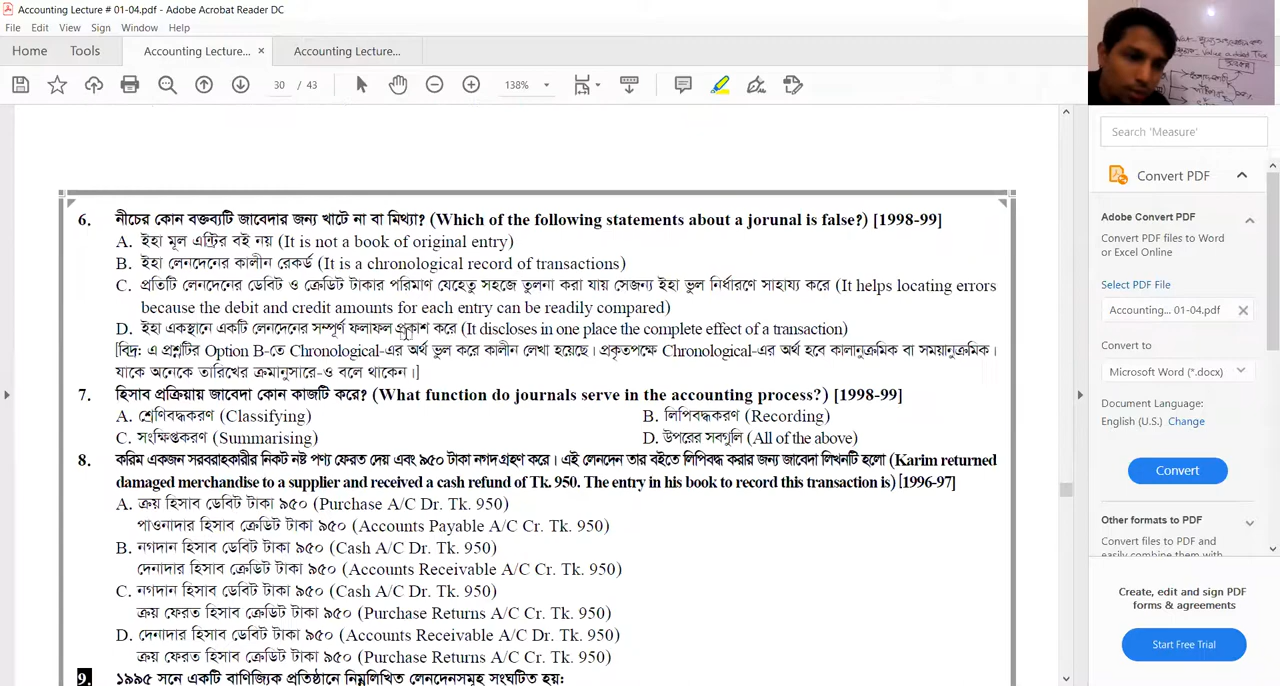 Accounting Lecture # 01-04.pdf - Adobe Acrobat Reader DC
File Edit View Sign Window Help
Home Tools Accounting Lecture... × Accounting Lecture...
30 / 43 138%
Search 'Measure'
Convert PDF
Adobe Convert PDF
Convert PDF files to Word
or Excel Online
Select PDF File
Accounting... 01-04.pdf
Convert to
Microsoft Word (*.docx)
Document Language:
English (U.S.) Change
Convert
Other formats to PDF
Convert files to PDF and
easily combine them with
Create, edit and sign PDF
forms & agreements
Start Free Trial
6. নীচের কোন বক্তব্যটি জাবেদার জন্য খাটে না বা মিথ্যা? (Which of the following statements about a jorunal is false?) [1998-99]
A. ইহা মূল এন্ট্রির বই নয় (It is not a book of original entry)
B. ইহা লেনদেনের কালীন রেকর্ড (It is a chronological record of transactions)
C. প্রতিটি লেনদেনের ডেবিট ও ক্রেডিট টাকার পরিমাণ যেহেতু সহজে তুলনা করা যায় সেজন্য ইহা ভুল নির্ধারণে সাহায্য করে (It helps locating errors
because the debit and credit amounts for each entry can be readily compared)
D. ইহা একস্থানে একটি লেনদেনের সম্পূর্ণ ফলাফল প্রকাশ করে (It discloses in one place the complete effect of a transaction)
[বিদ্র: এ প্রশ্নটির Option B-তে Chronological-এর অর্থ ভুল করে কালীন লেখা হয়েছে। প্রকৃতপক্ষে Chronological-এর অর্থ হবে কালানুক্রমিক বা সময়ানুক্রমিক।
যাকে অনেকে তারিখের ক্রমানুসারে-ও বলে থাকেন।]
7. হিসাব প্রক্রিয়ায় জাবেদা কোন কাজটি করে? (What function do journals serve in the accounting process?) [1998-99]
A. শ্রেণিবদ্ধকরণ (Classifying) B. লিপিবদ্ধকরণ (Recording)
C. সংক্ষিপ্তকরণ (Summarising) D. উপরের সবগুলি (All of the above)
8. করিম একজন সরবরাহকারীর নিকট নষ্ট পণ্য ফেরত দেয় এবং ৯৫০ টাকা নগদ গ্রহণ করে। এই লেনদেন তার বইতে লিপিবদ্ধ করার জন্য জাবেদা লিখনটি হলো (Karim returned
damaged merchandise to a supplier and received a cash refund of Tk. 950. The entry in his book to record this transaction is) [1996-97]
A. ক্রয় হিসাব ডেবিট টাকা ৯৫০ (Purchase A/C Dr. Tk. 950)
পাওনাদার হিসাব ক্রেডিট টাকা ৯৫০ (Accounts Payable A/C Cr. Tk. 950)
B. নগদান হিসাব ডেবিট টাকা ৯৫০ (Cash A/C Dr. Tk. 950)
দেনাদার হিসাব ক্রেডিট টাকা ৯৫০ (Accounts Receivable A/C Cr. Tk. 950)
C. নগদান হিসাব ডেবিট টাকা ৯৫০ (Cash A/C Dr. Tk. 950)
ক্রয় ফেরত হিসাব ক্রেডিট টাকা ৯৫০ (Purchase Returns A/C Cr. Tk. 950)
D. দেনাদার হিসাব ডেবিট টাকা ৯৫০ (Accounts Receivable A/C Dr. Tk. 950)
ক্রয় ফেরত হিসাব ক্রেডিট টাকা ৯৫০ (Purchase Returns A/C Cr. Tk. 950)
9. ১৯৯৫ সনে একটি বাণিজ্যিক প্রতিষ্ঠানে নিম্নলিখিত লেনদেনসমূহ সংঘটিত হয়: